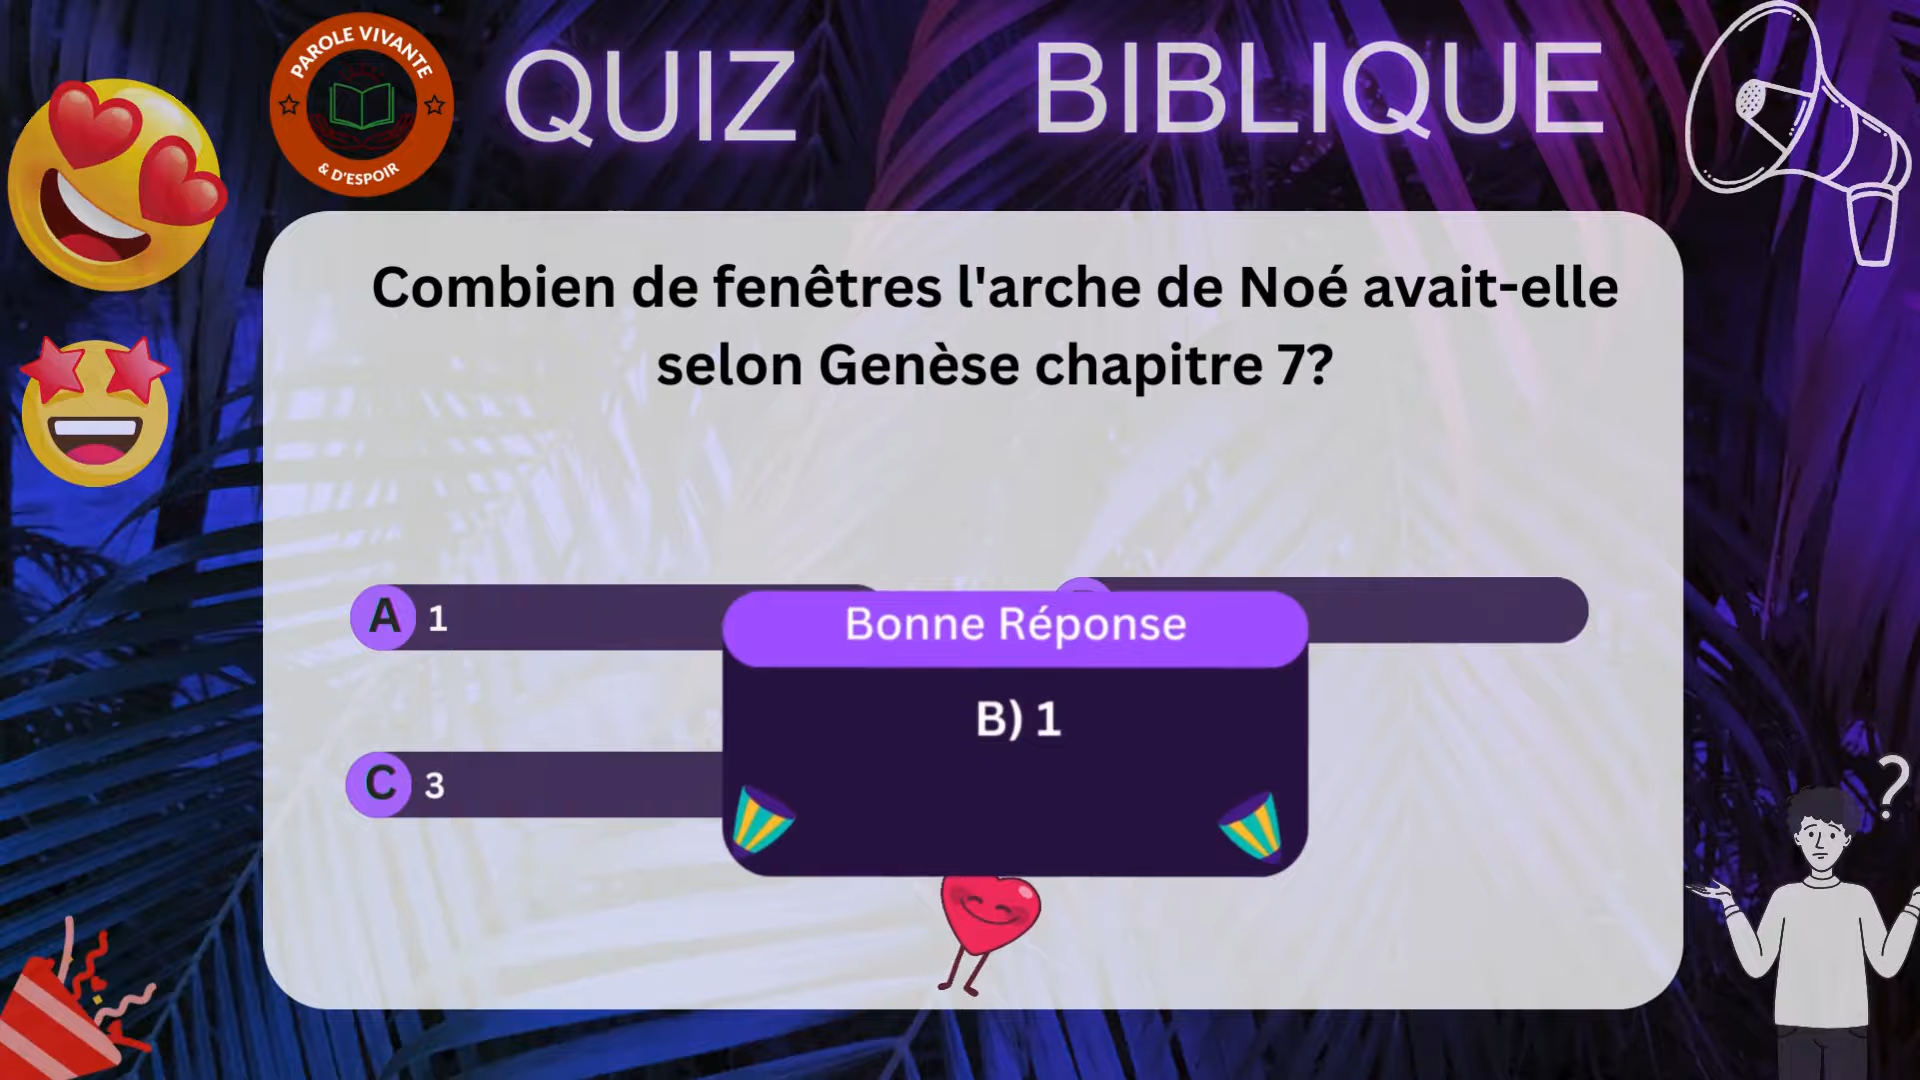 PAROLE VIVANTE
& D'ESPOIR
QUIZ BIBLIQUE
Combien de fenêtres l'arche de Noé avait-elle
selon Genèse chapitre 7?
A 1
Bonne Réponse
B) 1
C 3
?